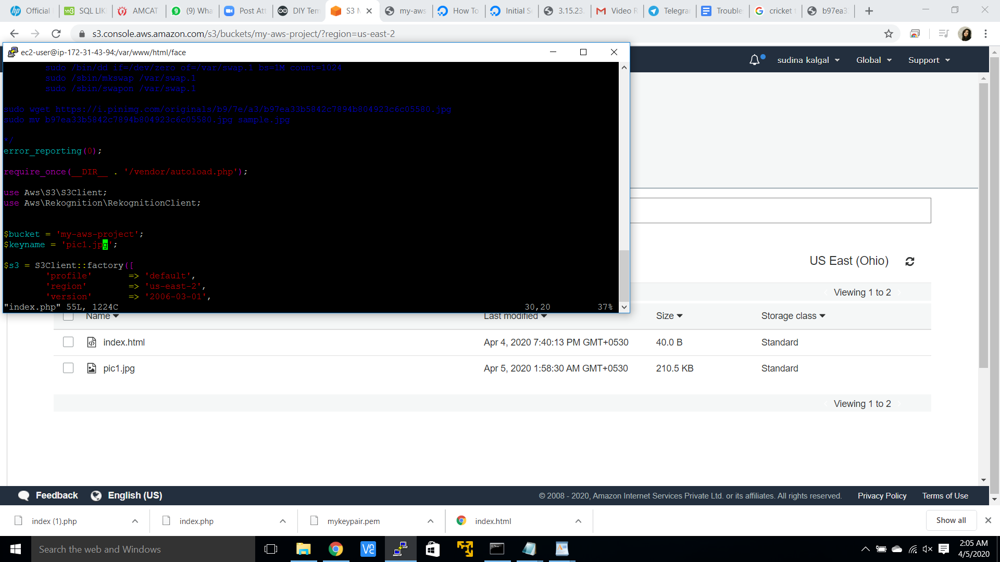 Official
SQL LIK
AMCAT
(9) Wha
Post Att
DIY Tem
S3 M
my-aws
How To
Initial S
3.15.23.
Video R
Telegra
Trouble
cricket
b97ea3
s3.console.aws.amazon.com/s3/buckets/my-aws-project/?region=us-east-2
ec2-user@ip-172-31-43-94:/var/www/html/face
sudina kalgal
Global
Support
sudo /bin/dd if=/dev/zero of=/var/swap.1 bs=1M count=1024
sudo /sbin/mkswap /var/swap.1
sudo /sbin/swapon /var/swap.1
sudo wget https://i.pinimg.com/originals/b9/7e/a3/b97ea33b5842c7894b804923c6c05580.jpg
sudo mv b97ea33b5842c7894b804923c6c05580.jpg sample.jpg
*/
error_reporting(0);
require_once(__DIR__ . '/vendor/autoload.php');
use Aws\S3\S3Client;
use Aws\Rekognition\RekognitionClient;
$bucket = 'my-aws-project';
$keyname = 'pic1.jpg';
$s3 = S3Client::factory([
'profile' => 'default',
'region' => 'us-east-2',
'version' => '2006-03-01',
"index.php" 55L, 1224C 30,20 37%
US East (Ohio)
Viewing 1 to 2
Name Last modified Size Storage class
index.html Apr 4, 2020 7:40:13 PM GMT+0530 40.0 B Standard
pic1.jpg Apr 5, 2020 1:58:30 AM GMT+0530 210.5 KB Standard
Viewing 1 to 2
Feedback English (US) © 2008 - 2020, Amazon Internet Services Private Ltd. or its affiliates. All rights reserved. Privacy Policy Terms of Use
index (1).php
index.php
mykeypair.pem
index.html
Show all
Search the web and Windows
2:05 AM
4/5/2020